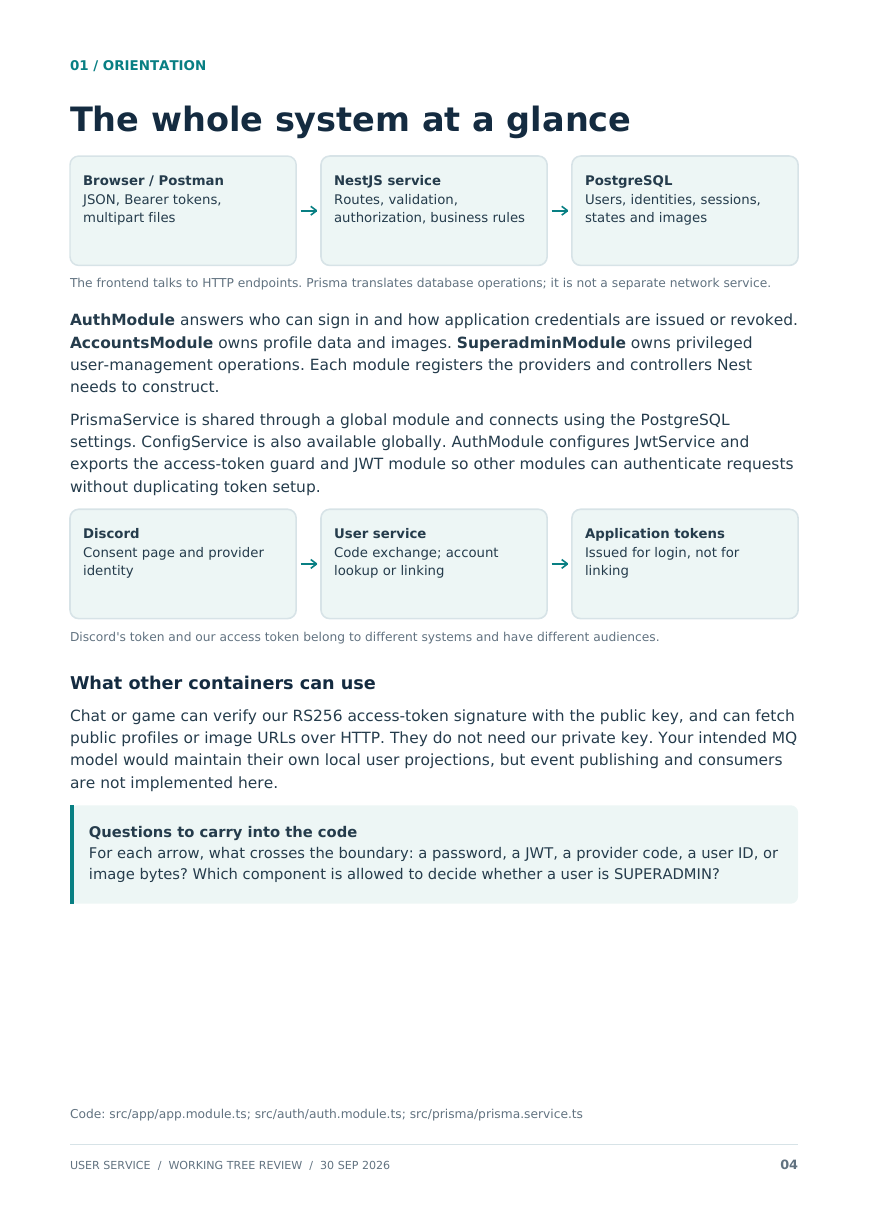 01 / ORIENTATION
The whole system at a glance
Browser / Postman
JSON, Bearer tokens,
multipart files
→
NestJS service
Routes, validation,
authorization, business rules
→
PostgreSQL
Users, identities, sessions,
states and images
The frontend talks to HTTP endpoints. Prisma translates database operations; it is not a separate network service.
AuthModule answers who can sign in and how application credentials are issued or revoked.
AccountsModule owns profile data and images. SuperadminModule owns privileged
user-management operations. Each module registers the providers and controllers Nest
needs to construct.
PrismaService is shared through a global module and connects using the PostgreSQL
settings. ConfigService is also available globally. AuthModule configures JwtService and
exports the access-token guard and JWT module so other modules can authenticate requests
without duplicating token setup.
Discord
Consent page and provider
identity
→
User service
Code exchange; account
lookup or linking
→
Application tokens
Issued for login, not for
linking
Discord's token and our access token belong to different systems and have different audiences.
What other containers can use
Chat or game can verify our RS256 access-token signature with the public key, and can fetch
public profiles or image URLs over HTTP. They do not need our private key. Your intended MQ
model would maintain their own local user projections, but event publishing and consumers
are not implemented here.
Questions to carry into the code
For each arrow, what crosses the boundary: a password, a JWT, a provider code, a user ID, or
image bytes? Which component is allowed to decide whether a user is SUPERADMIN?
Code: src/app/app.module.ts; src/auth/auth.module.ts; src/prisma/prisma.service.ts
USER SERVICE / WORKING TREE REVIEW / 30 SEP 2026
04